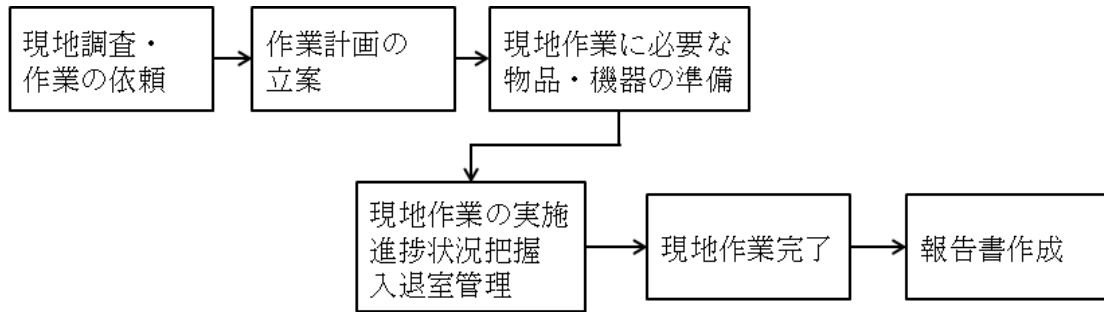 現地調査・
作業の依頼
作業計画の
立案
現地作業に必要な
物品・機器の準備
現地作業の実施
進捗状況把握
入退室管理
現地作業完了
報告書作成